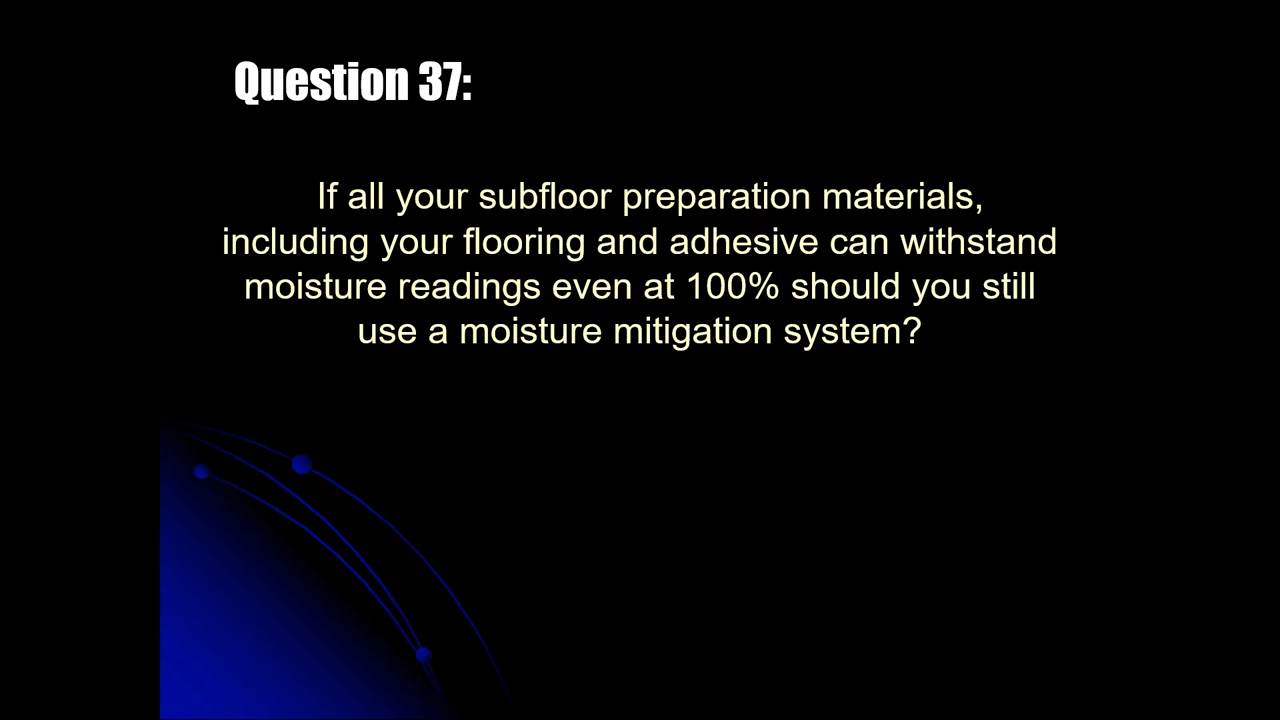 Question 37:
If all your subfloor preparation materials,
including your flooring and adhesive can withstand
moisture readings even at 100% should you still
use a moisture mitigation system?